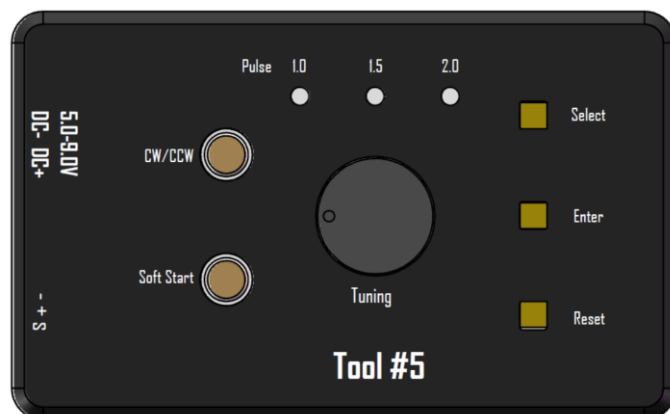 Pulse 1.0 1.5 2.0
Select
5.0-9.0V
DC- DC+
CW/CCW
Enter
Soft Start
Tuning
- + S
Reset
Tool #5